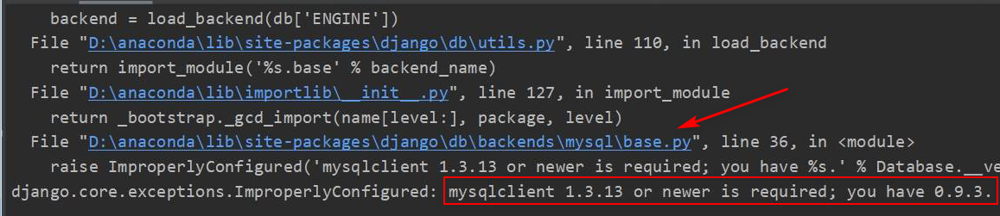 backend = load_backend(db['ENGINE'])
File "D:\anaconda\lib\site-packages\django\db\utils.py", line 110, in load_backend
return import_module('%s.base' % backend_name)
File "D:\anaconda\lib\importlib\__init__.py", line 127, in import_module
return _bootstrap._gcd_import(name[level:], package, level)
File "D:\anaconda\lib\site-packages\django\db\backends\mysql\base.py", line 36, in <module>
raise ImproperlyConfigured('mysqlclient 1.3.13 or newer is required; you have %s.' % Database.__ve
django.core.exceptions.ImproperlyConfigured: mysqlclient 1.3.13 or newer is required; you have 0.9.3.